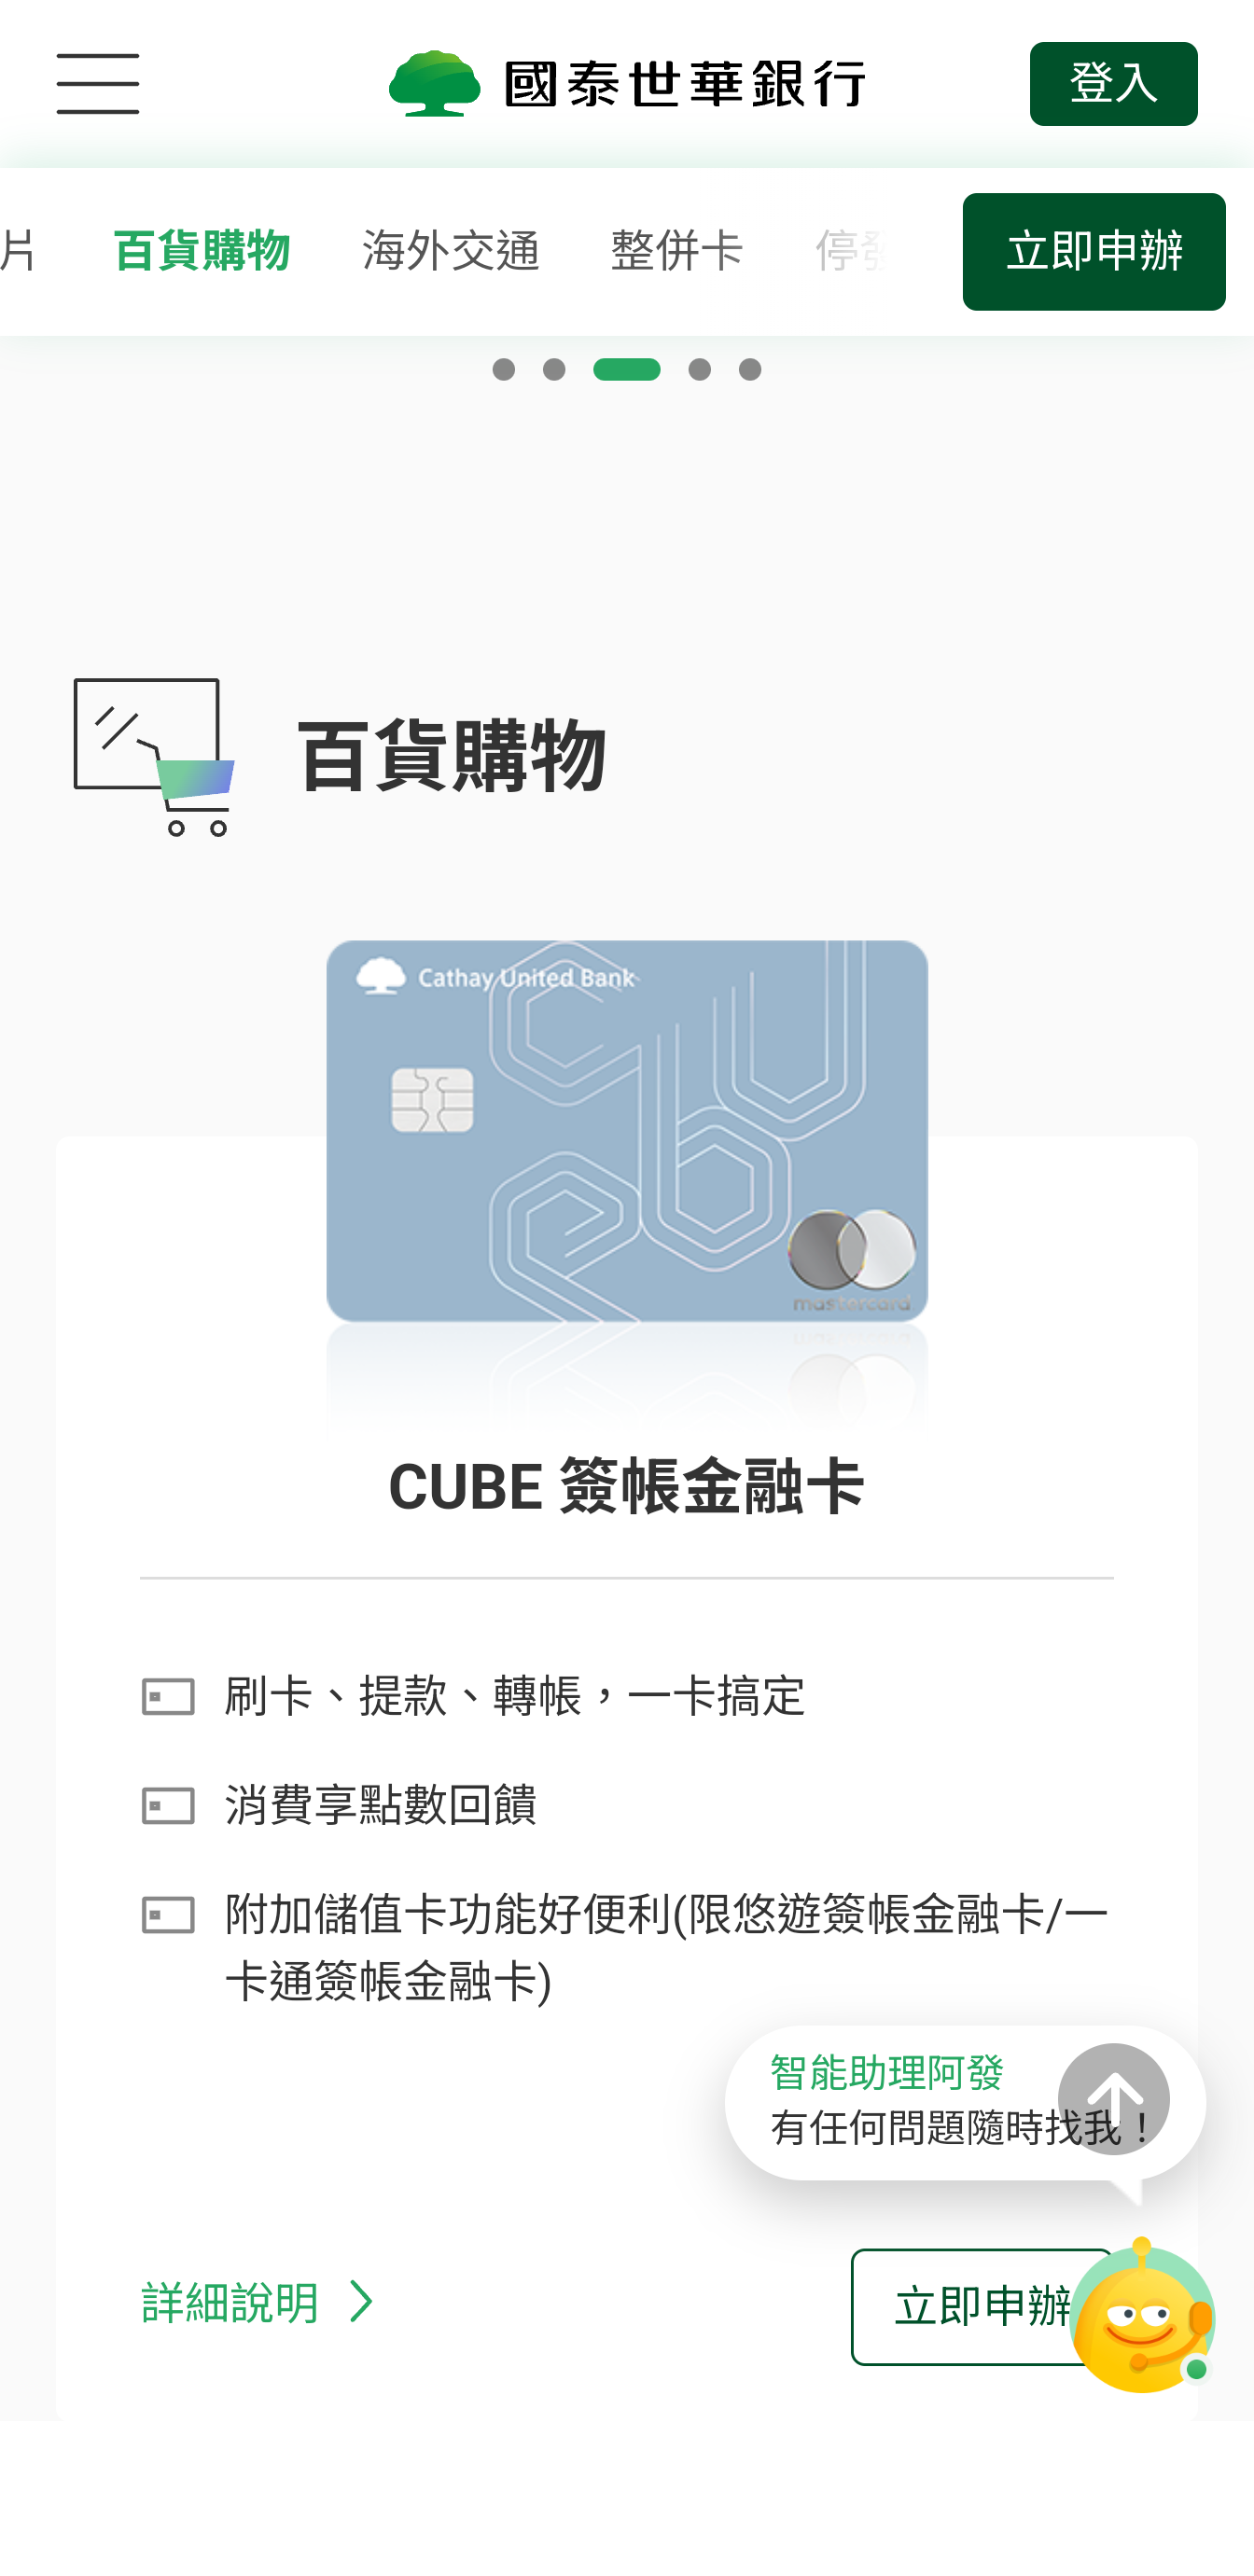 國泰世華銀行
登入
片
百貨購物
海外交通
整併卡
停發
立即申辦
百貨購物
Cathay United Bank
mastercard
CUBE 簽帳金融卡
刷卡、提款、轉帳，一卡搞定
消費享點數回饋
附加儲值卡功能好便利(限悠遊簽帳金融卡/一
卡通簽帳金融卡)
智能助理阿發
有任何問題隨時找我！
詳細說明
立即申辦